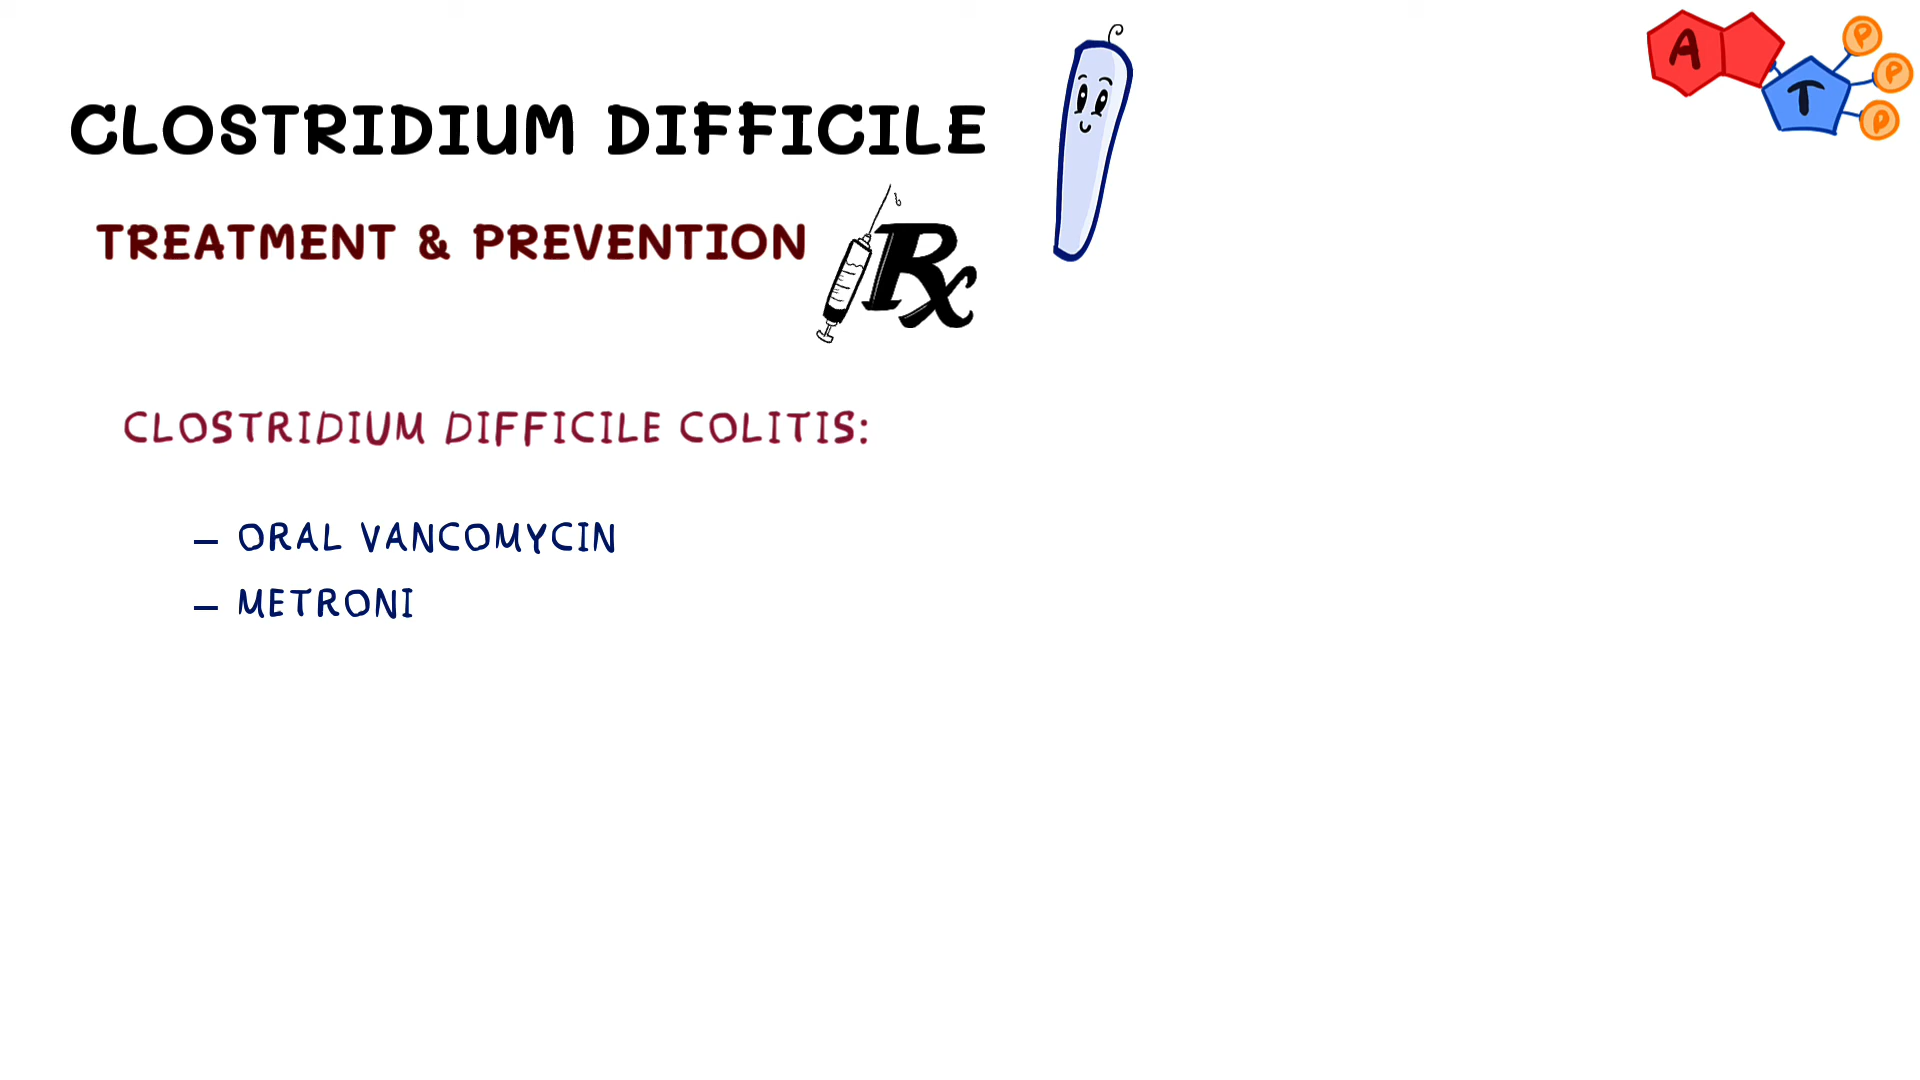 CLOSTRIDIUM DIFFICILE
TREATMENT & PREVENTION
Rx
CLOSTRIDIUM DIFFICILE COLITIS:
– ORAL VANCOMYCIN
– METRONI
A T P P P